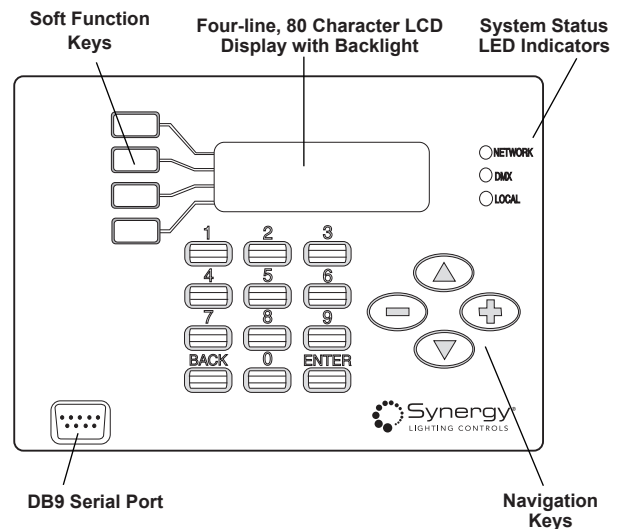 Soft Function
Keys
Four-line, 80 Character LCD
Display with Backlight
System Status
LED Indicators
NETWORK
DMX
LOCAL
1 2 3
4 5 6
7 8 9
BACK 0 ENTER
Synergy®
LIGHTING CONTROLS
DB9 Serial Port
Navigation
Keys